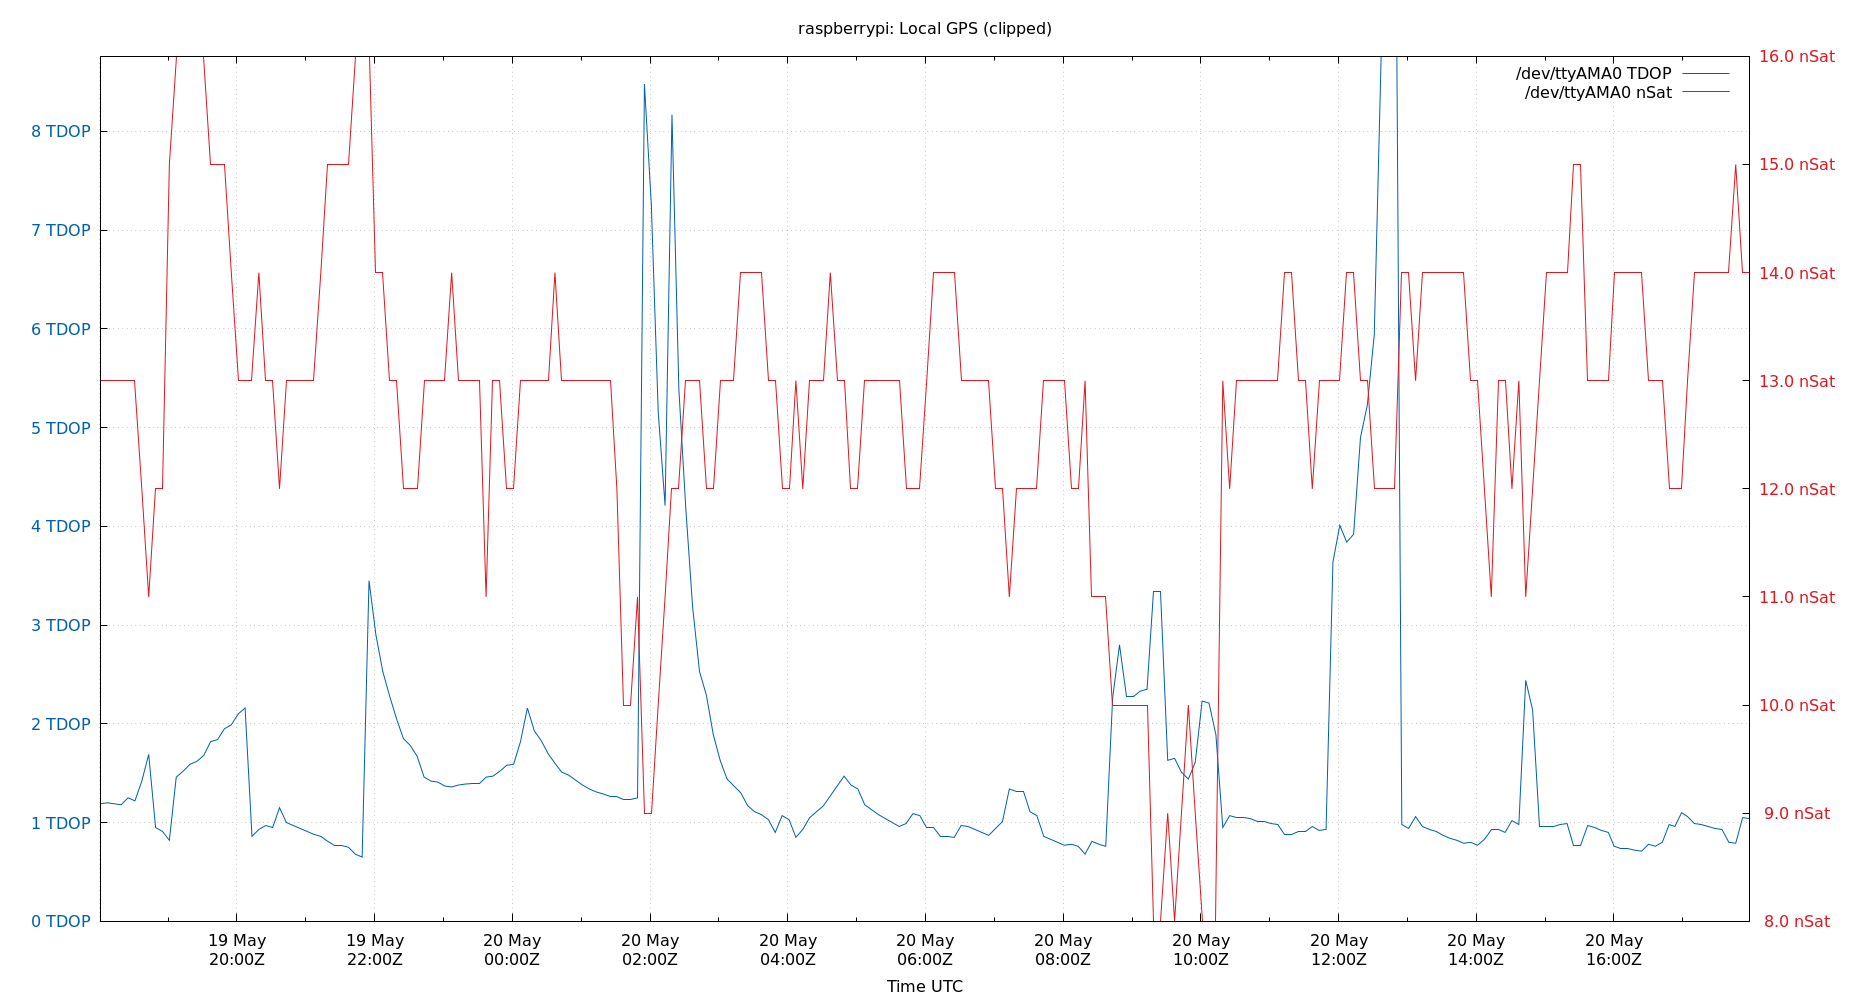 raspberrypi: Local GPS (clipped)
/dev/ttyAMA0 TDOP
/dev/ttyAMA0 nSat
8 TDOP
7 TDOP
6 TDOP
5 TDOP
4 TDOP
3 TDOP
2 TDOP
1 TDOP
0 TDOP
16.0 nSat
15.0 nSat
14.0 nSat
13.0 nSat
12.0 nSat
11.0 nSat
10.0 nSat
9.0 nSat
8.0 nSat
19 May
20:00Z
19 May
22:00Z
20 May
00:00Z
20 May
02:00Z
20 May
04:00Z
20 May
06:00Z
20 May
08:00Z
20 May
10:00Z
20 May
12:00Z
20 May
14:00Z
20 May
16:00Z
Time UTC